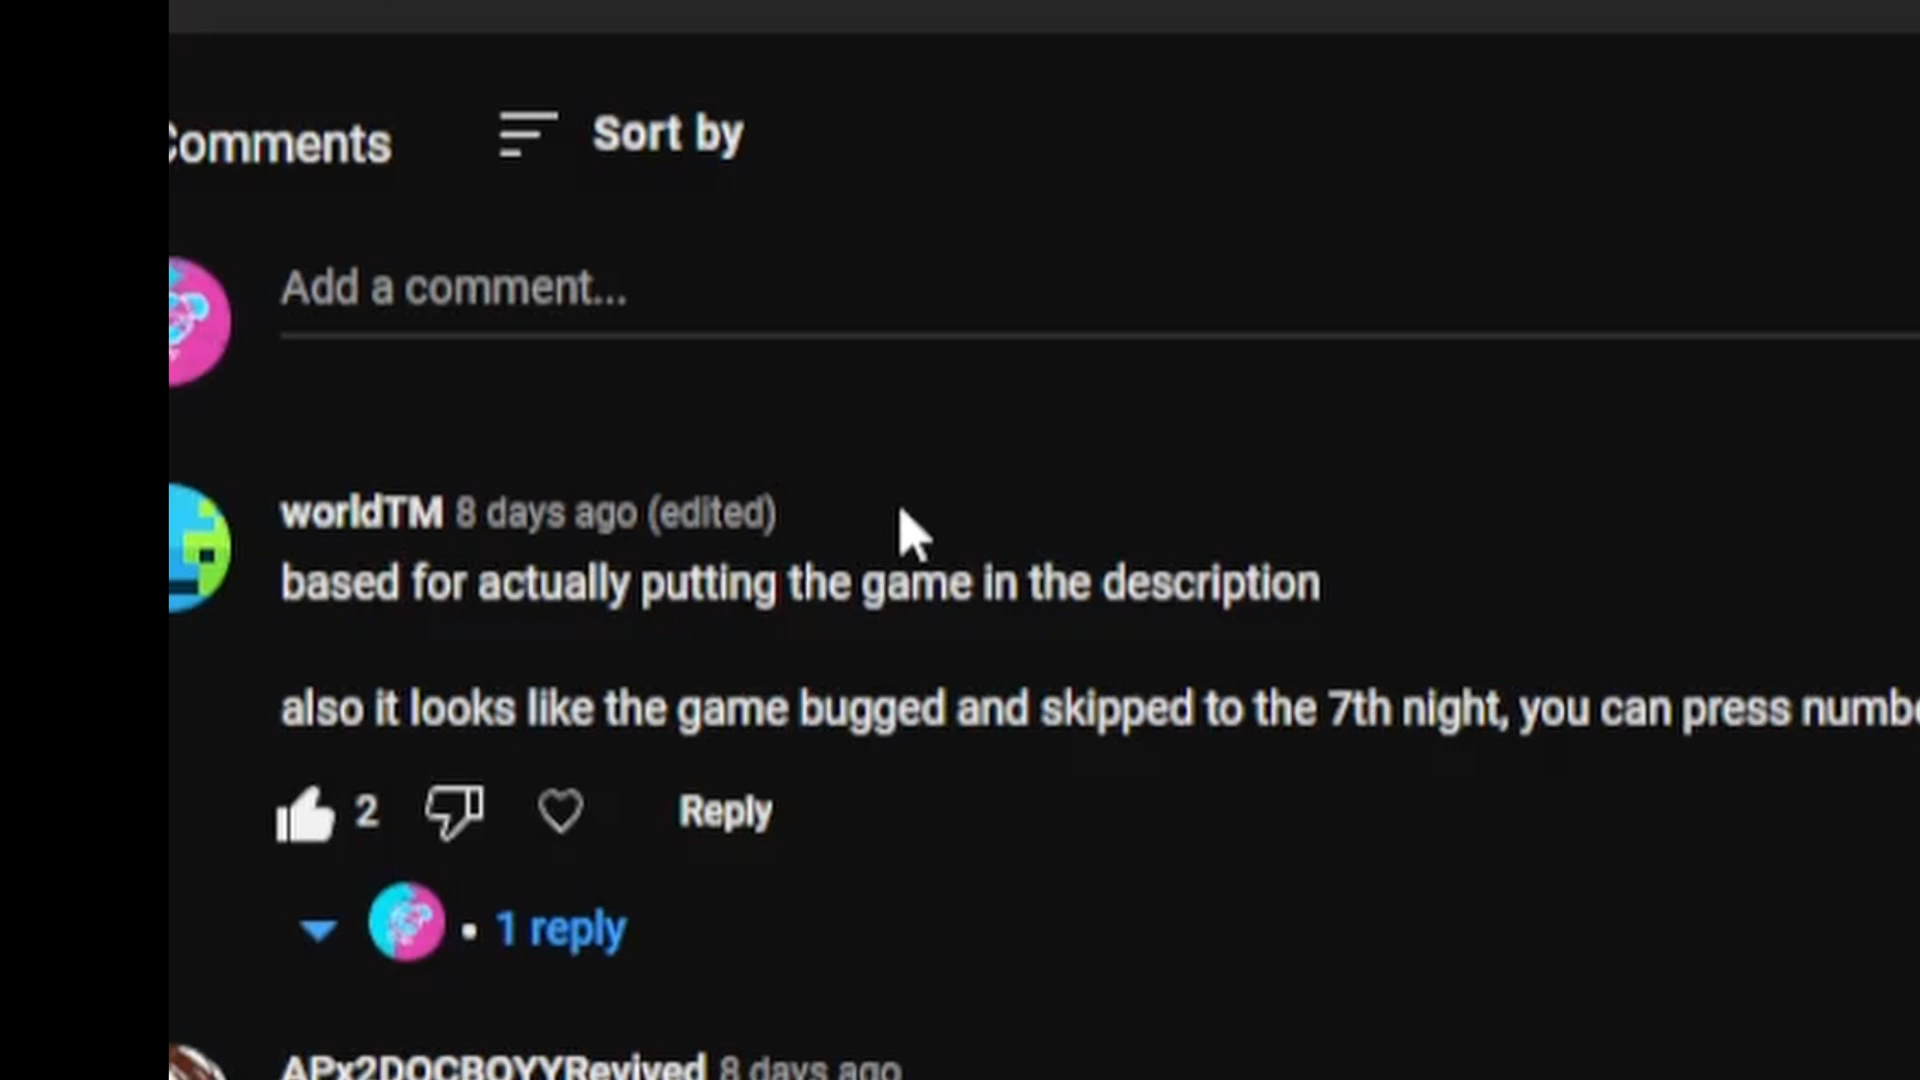 Comments
Sort by
Add a comment...
worldTM 8 days ago (edited)
based for actually putting the game in the description
also it looks like the game bugged and skipped to the 7th night, you can press numbe
2
Reply
• 1 reply
APx2DOCBOYYRevived 8 days ago